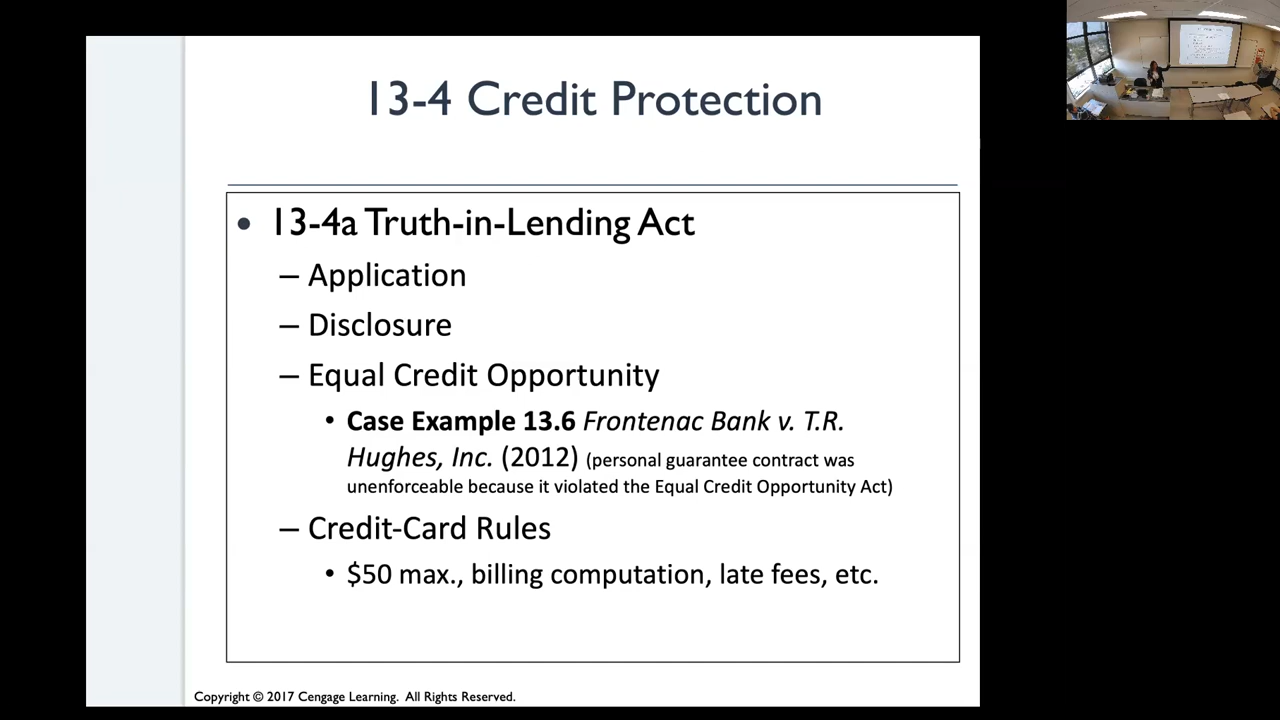 13-4 Credit Protection
• 13-4a Truth-in-Lending Act
– Application
– Disclosure
– Equal Credit Opportunity
• Case Example 13.6 Frontenac Bank v. T.R.
Hughes, Inc. (2012) (personal guarantee contract was
unenforceable because it violated the Equal Credit Opportunity Act)
– Credit-Card Rules
• $50 max., billing computation, late fees, etc.
Copyright © 2017 Cengage Learning. All Rights Reserved.